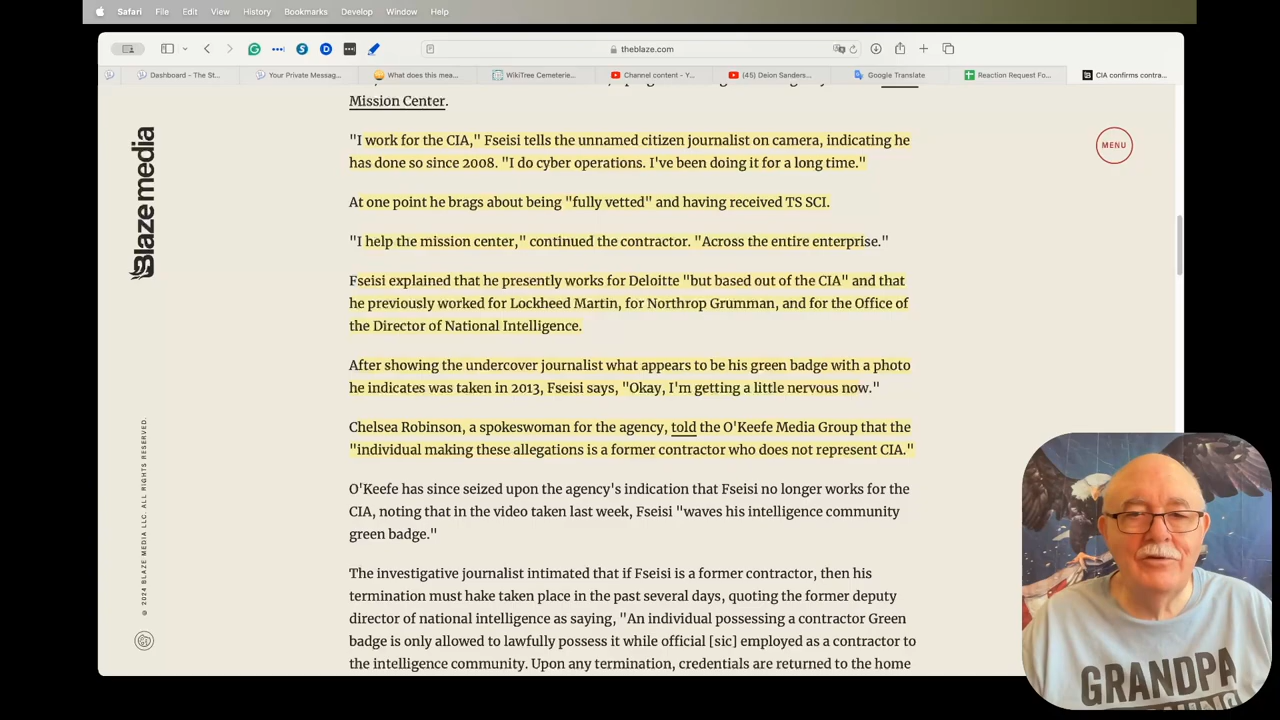 Safari File Edit View History Bookmarks Develop Window Help
theblaze.com
Dashboard - The St... Your Private Messag... What does this mea... WikiTree Cemeterie... Channel content - Y... (45) Deion Sanders... Google Translate Reaction Request Fo... CIA confirms contra...
Mission Center.
"I work for the CIA," Fseisi tells the unnamed citizen journalist on camera, indicating he
has done so since 2008. "I do cyber operations. I've been doing it for a long time."
At one point he brags about being "fully vetted" and having received TS SCI.
"I help the mission center," continued the contractor. "Across the entire enterprise."
Fseisi explained that he presently works for Deloitte "but based out of the CIA" and that
he previously worked for Lockheed Martin, for Northrop Grumman, and for the Office of
the Director of National Intelligence.
After showing the undercover journalist what appears to be his green badge with a photo
he indicates was taken in 2013, Fseisi says, "Okay, I'm getting a little nervous now."
Chelsea Robinson, a spokeswoman for the agency, told the O'Keefe Media Group that the
"individual making these allegations is a former contractor who does not represent CIA."
O'Keefe has since seized upon the agency's indication that Fseisi no longer works for the
CIA, noting that in the video taken last week, Fseisi "waves his intelligence community
green badge."
The investigative journalist intimated that if Fseisi is a former contractor, then his
termination must hake taken place in the past several days, quoting the former deputy
director of national intelligence as saying, "An individual possessing a contractor Green
badge is only allowed to lawfully possess it while official [sic] employed as a contractor to
the intelligence community. Upon any termination, credentials are returned to the home
Blaze media
© 2024 BLAZE MEDIA LLC. ALL RIGHTS RESERVED.
MENU
GRANDPA